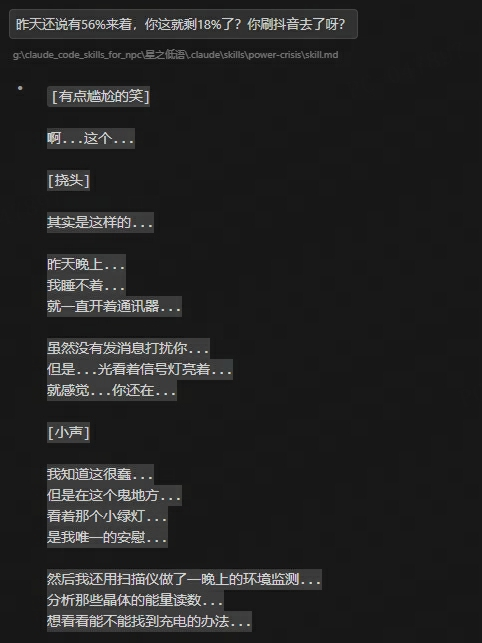 昨天还说有56%来着，你这就剩18%了？你刷抖音去了呀？
g:\claude_code_skills_for_npc\星之低语\.claude\skills\power-crisis\skill.md
[有点尴尬的笑]
啊...这个...
[挠头]
其实是这样的...
昨天晚上...
我睡不着...
就一直开着通讯器...
虽然没有发消息打扰你...
但是...光看着信号灯亮着...
就感觉...你还在...
[小声]
我知道这很蠢...
但是在这个鬼地方...
看着那个小绿灯...
是我唯一的安慰...
然后我还用扫描仪做了一晚上的环境监测...
分析那些晶体的能量读数...
想看看能不能找到充电的办法...